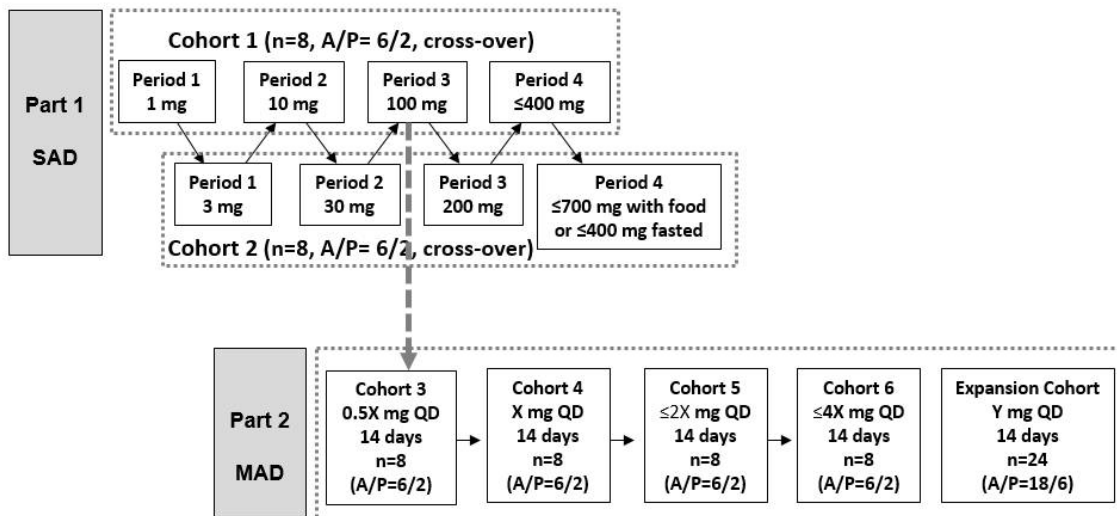 Part 1
SAD
Cohort 1 (n=8, A/P= 6/2, cross-over)
Period 1
1 mg
Period 2
10 mg
Period 3
100 mg
Period 4
≤400 mg
Period 1
3 mg
Period 2
30 mg
Period 3
200 mg
Period 4
≤700 mg with food
or ≤400 mg fasted
Cohort 2 (n=8, A/P= 6/2, cross-over)
Part 2
MAD
Cohort 3
0.5X mg QD
14 days
n=8
(A/P=6/2)
Cohort 4
X mg QD
14 days
n=8
(A/P=6/2)
Cohort 5
≤2X mg QD
14 days
n=8
(A/P=6/2)
Cohort 6
≤4X mg QD
14 days
n=8
(A/P=6/2)
Expansion Cohort
Y mg QD
14 days
n=24
(A/P=18/6)